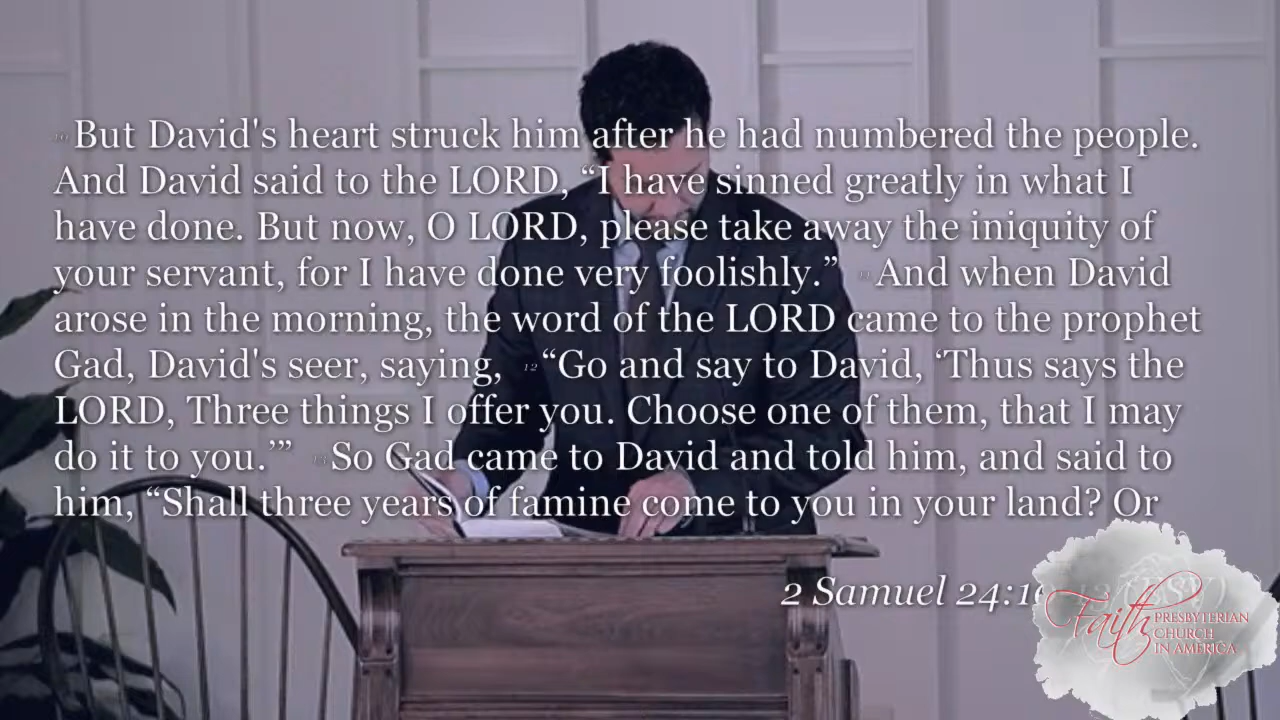 10 But David's heart struck him after he had numbered the people.
And David said to the LORD, “I have sinned greatly in what I
have done. But now, O LORD, please take away the iniquity of
your servant, for I have done very foolishly.” 11 And when David
arose in the morning, the word of the LORD came to the prophet
Gad, David's seer, saying, 12 “Go and say to David, ‘Thus says the
LORD, Three things I offer you. Choose one of them, that I may
do it to you.’” 13 So Gad came to David and told him, and said to
him, “Shall three years of famine come to you in your land? Or
2 Samuel (ESV)
Faith
PRESBYTERIAN
CHURCH
IN AMERICA